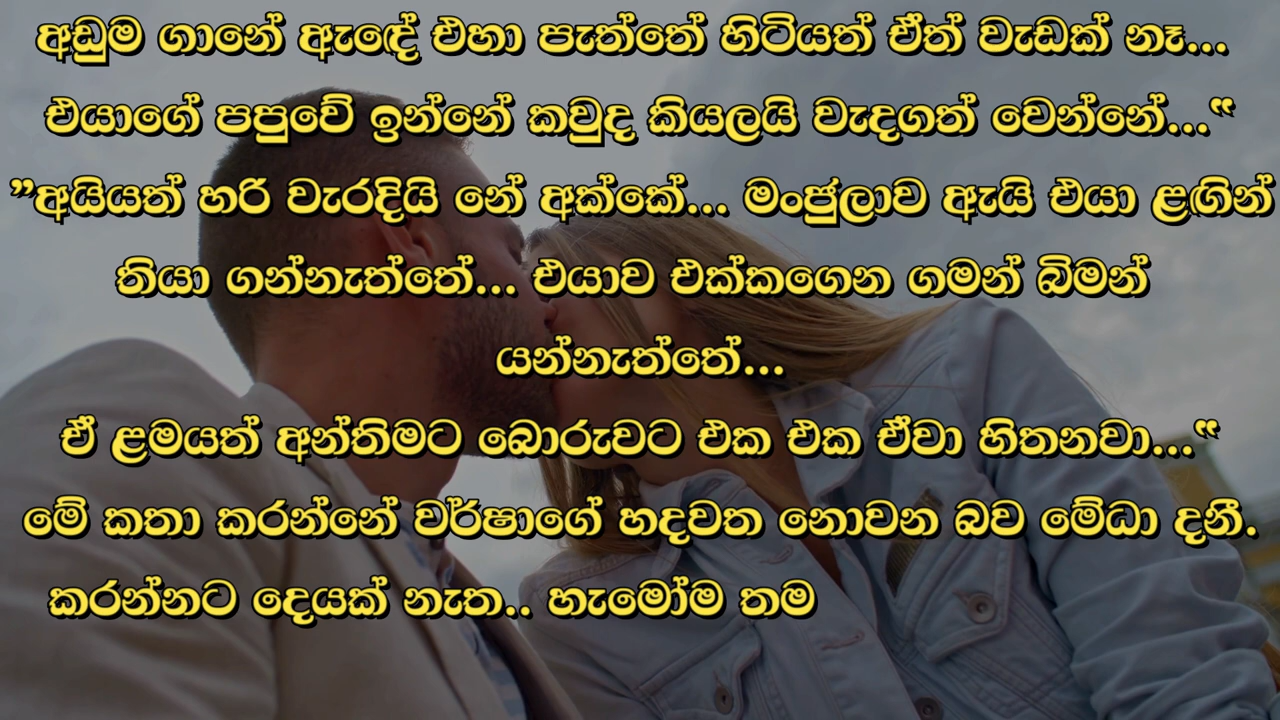 අඩුම ගානේ ඇඳේ එහා පැත්තේ හිටියත් ඒත් වැඩක් නෑ...
එයාගේ පපුවේ ඉන්නේ කවුද කියලයි වැදගත් වෙන්නේ...“
”අයියත් හරි වැරදියි නේ අක්කේ... මංජුලාව ඇයි එයා ළඟින්
තියා ගන්නැත්තේ... එයාව එක්කගෙන ගමන් බිමන්
යන්නැත්තේ...
ඒ ළමයත් අන්තිමට බොරුවට එක එක ඒවා හිතනවා...“
මේ කතා කරන්නේ වර්ෂාගේ හදවත නොවන බව මේධා දනී.
කරන්නට දෙයක් නැත.. හැමෝම තම